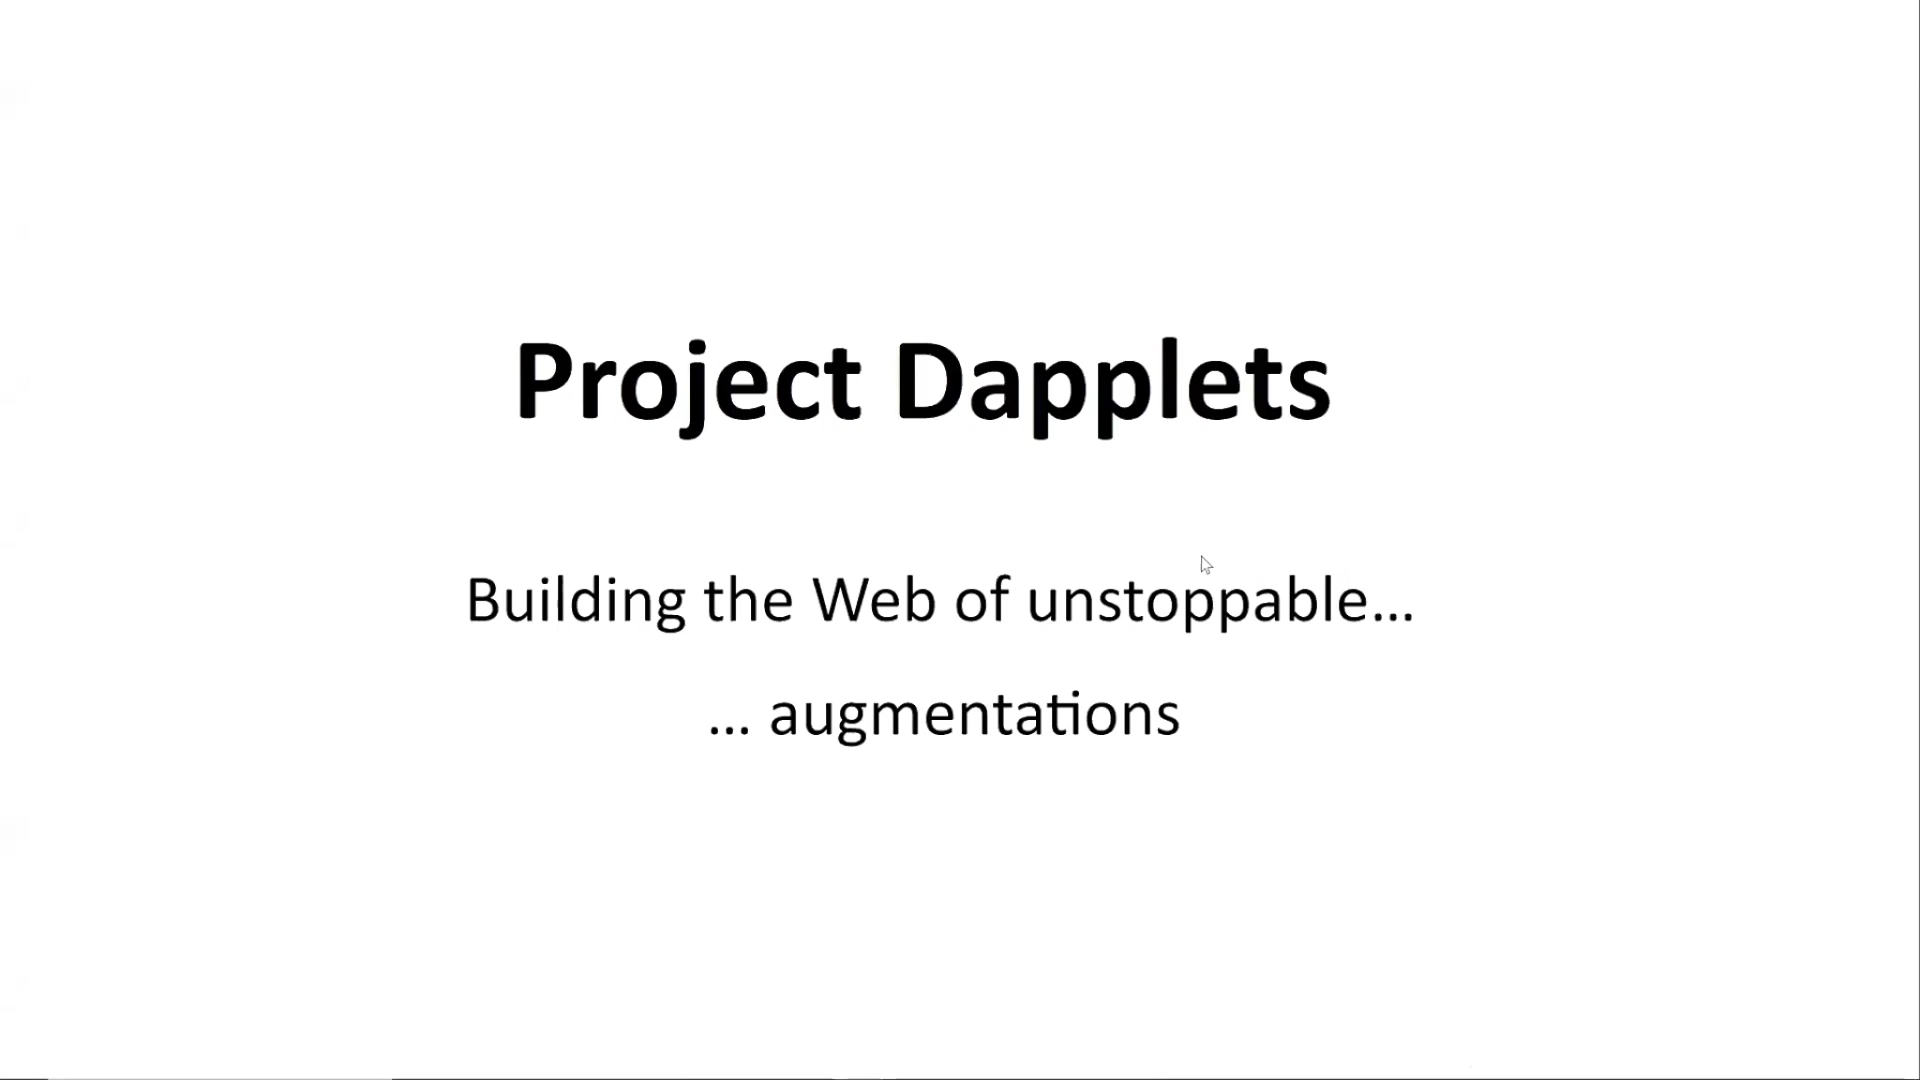 Project Dapplets
Building the Web of unstoppable...
... augmentations